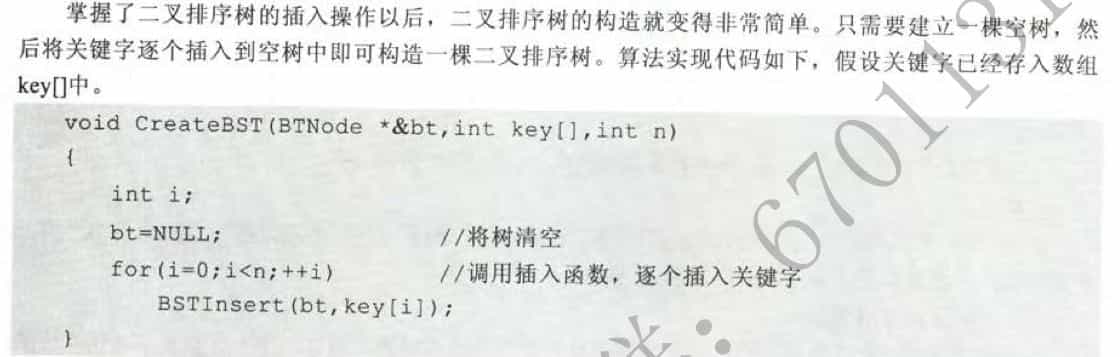 掌握了二叉排序树的插入操作以后，二叉排序树的构造就变得非常简单。只需要建立一棵空树，然
后将关键字逐个插入到空树中即可构造一棵二叉排序树。算法实现代码如下，假设关键字已经存入数组
key[]中。
void CreateBST(BTNode *&bt,int key[],int n)
{
int i;
bt=NULL; //将树清空
for(i=0;i<n;++i) //调用插入函数，逐个插入关键字
BSTInsert(bt,key[i]);
}
6701131